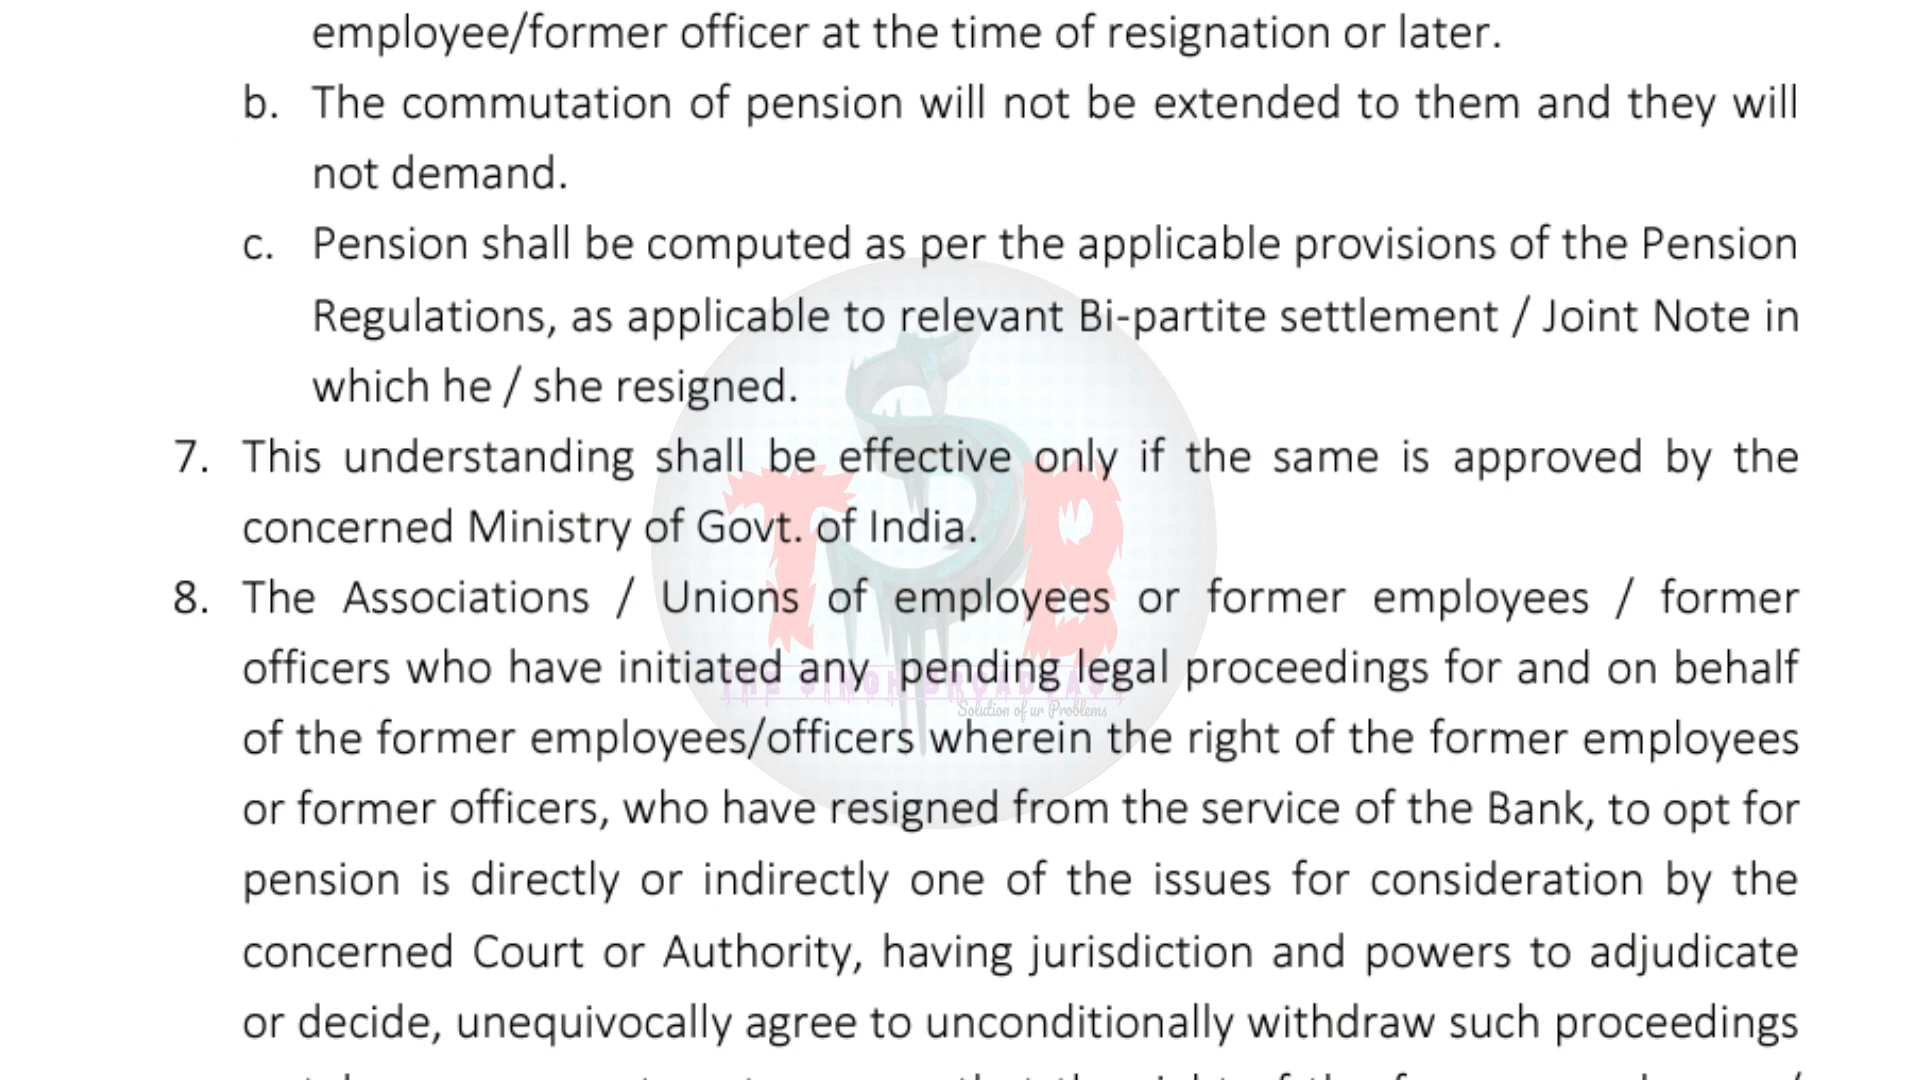 employee/former officer at the time of resignation or later.
b. The commutation of pension will not be extended to them and they will
not demand.
c. Pension shall be computed as per the applicable provisions of the Pension
Regulations, as applicable to relevant Bi-partite settlement / Joint Note in
which he / she resigned.
7. This understanding shall be effective only if the same is approved by the
concerned Ministry of Govt. of India.
TSB
8. The Associations / Unions of employees or former employees / former
officers who have initiated any pending legal proceedings for and on behalf
THE SINGH BROADCAST
Solution of ur Problems
of the former employees/officers wherein the right of the former employees
or former officers, who have resigned from the service of the Bank, to opt for
pension is directly or indirectly one of the issues for consideration by the
concerned Court or Authority, having jurisdiction and powers to adjudicate
or decide, unequivocally agree to unconditionally withdraw such proceedings